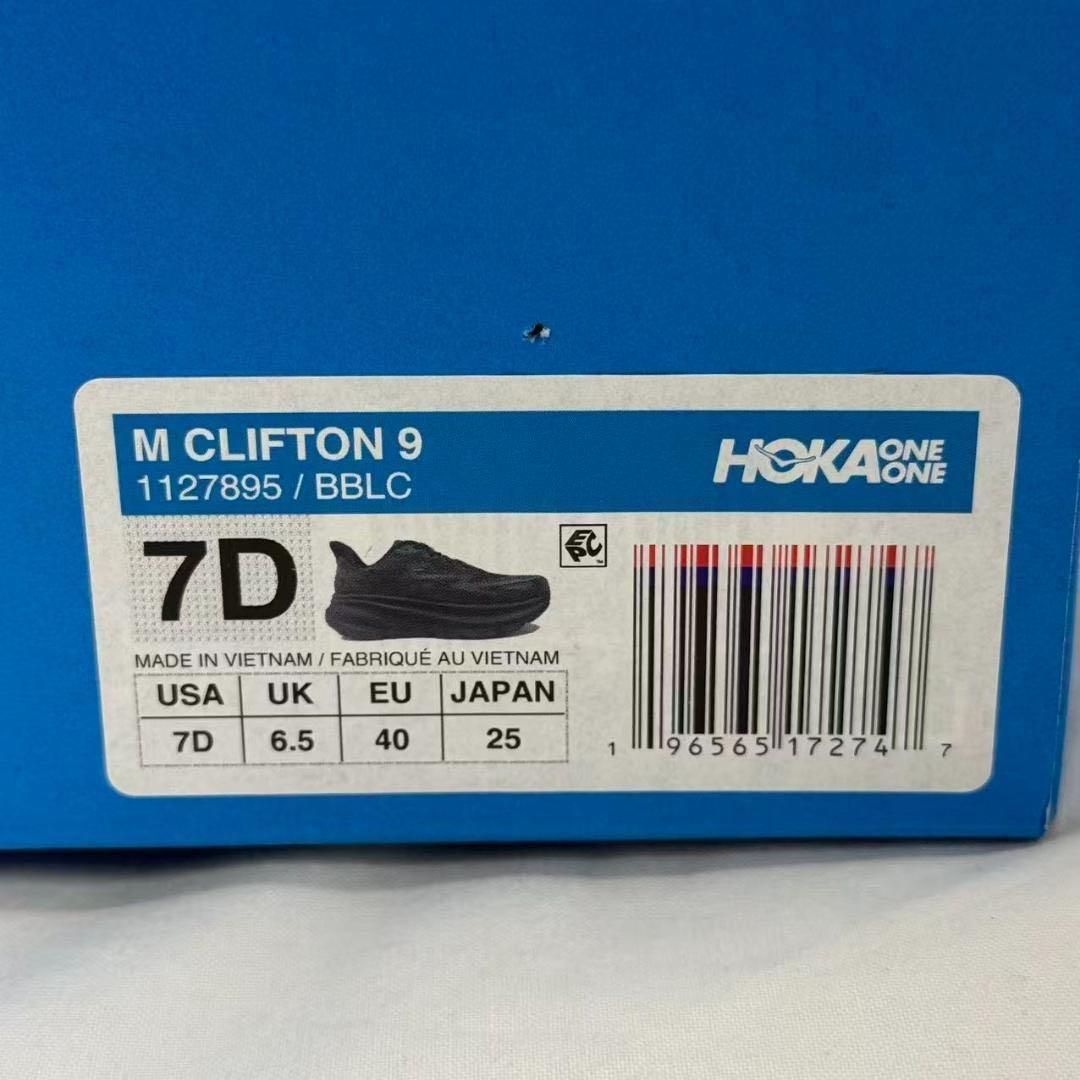 M CLIFTON 9
1127895 / BBLC
HOKA ONE ONE
7D
EPC
MADE IN VIETNAM / FABRIQUÉ AU VIETNAM
USA UK EU JAPAN
7D 6.5 40 25
1 96565 17274 7